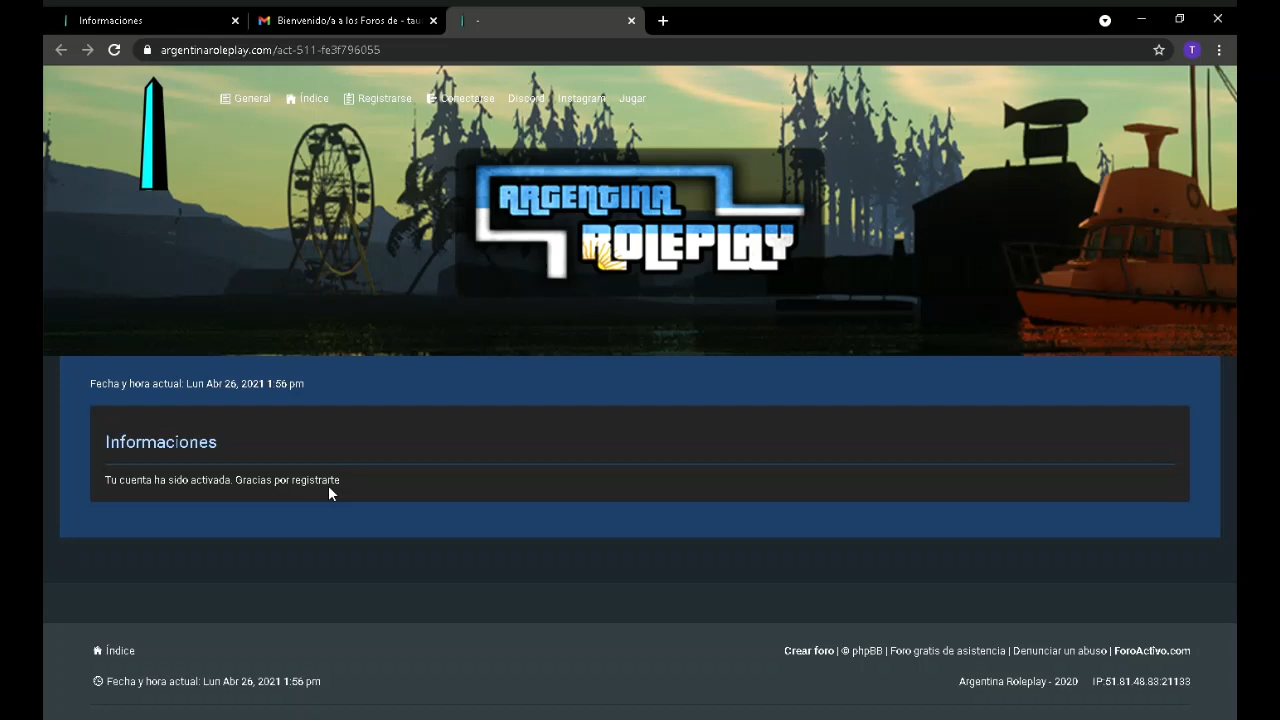 Informaciones
Bienvenido/a a los Foros de - tau
-
argentinaroleplay.com/act-511-fe3f796055
T
General Índice Registrarse Conectarse Discord Instagram Jugar
ARGENTINA
ROLEPLAY
Fecha y hora actual: Lun Abr 26, 2021 1:56 pm
Informaciones
Tu cuenta ha sido activada. Gracias por registrarte
Índice
Crear foro | © phpBB | Foro gratis de asistencia | Denunciar un abuso | ForoActivo.com
Fecha y hora actual: Lun Abr 26, 2021 1:56 pm
Argentina Roleplay - 2020 IP:51.81.48.83:21133